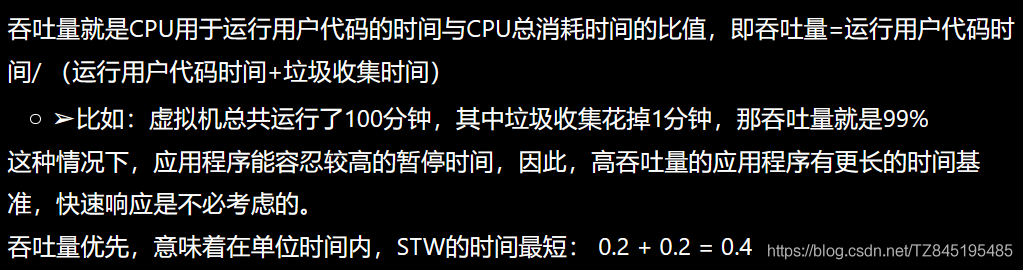 吞吐量就是CPU用于运行用户代码的时间与CPU总消耗时间的比值，即吞吐量=运行用户代码时
间/ （运行用户代码时间+垃圾收集时间）
○ ➢比如：虚拟机总共运行了100分钟，其中垃圾收集花掉1分钟，那吞吐量就是99%
这种情况下，应用程序能容忍较高的暂停时间，因此，高吞吐量的应用程序有更长的时间基
准，快速响应是不必考虑的。
吞吐量优先，意味着在单位时间内，STW的时间最短： 0.2 + 0.2 = 0.4
https://blog.csdn.net/TZ845195485